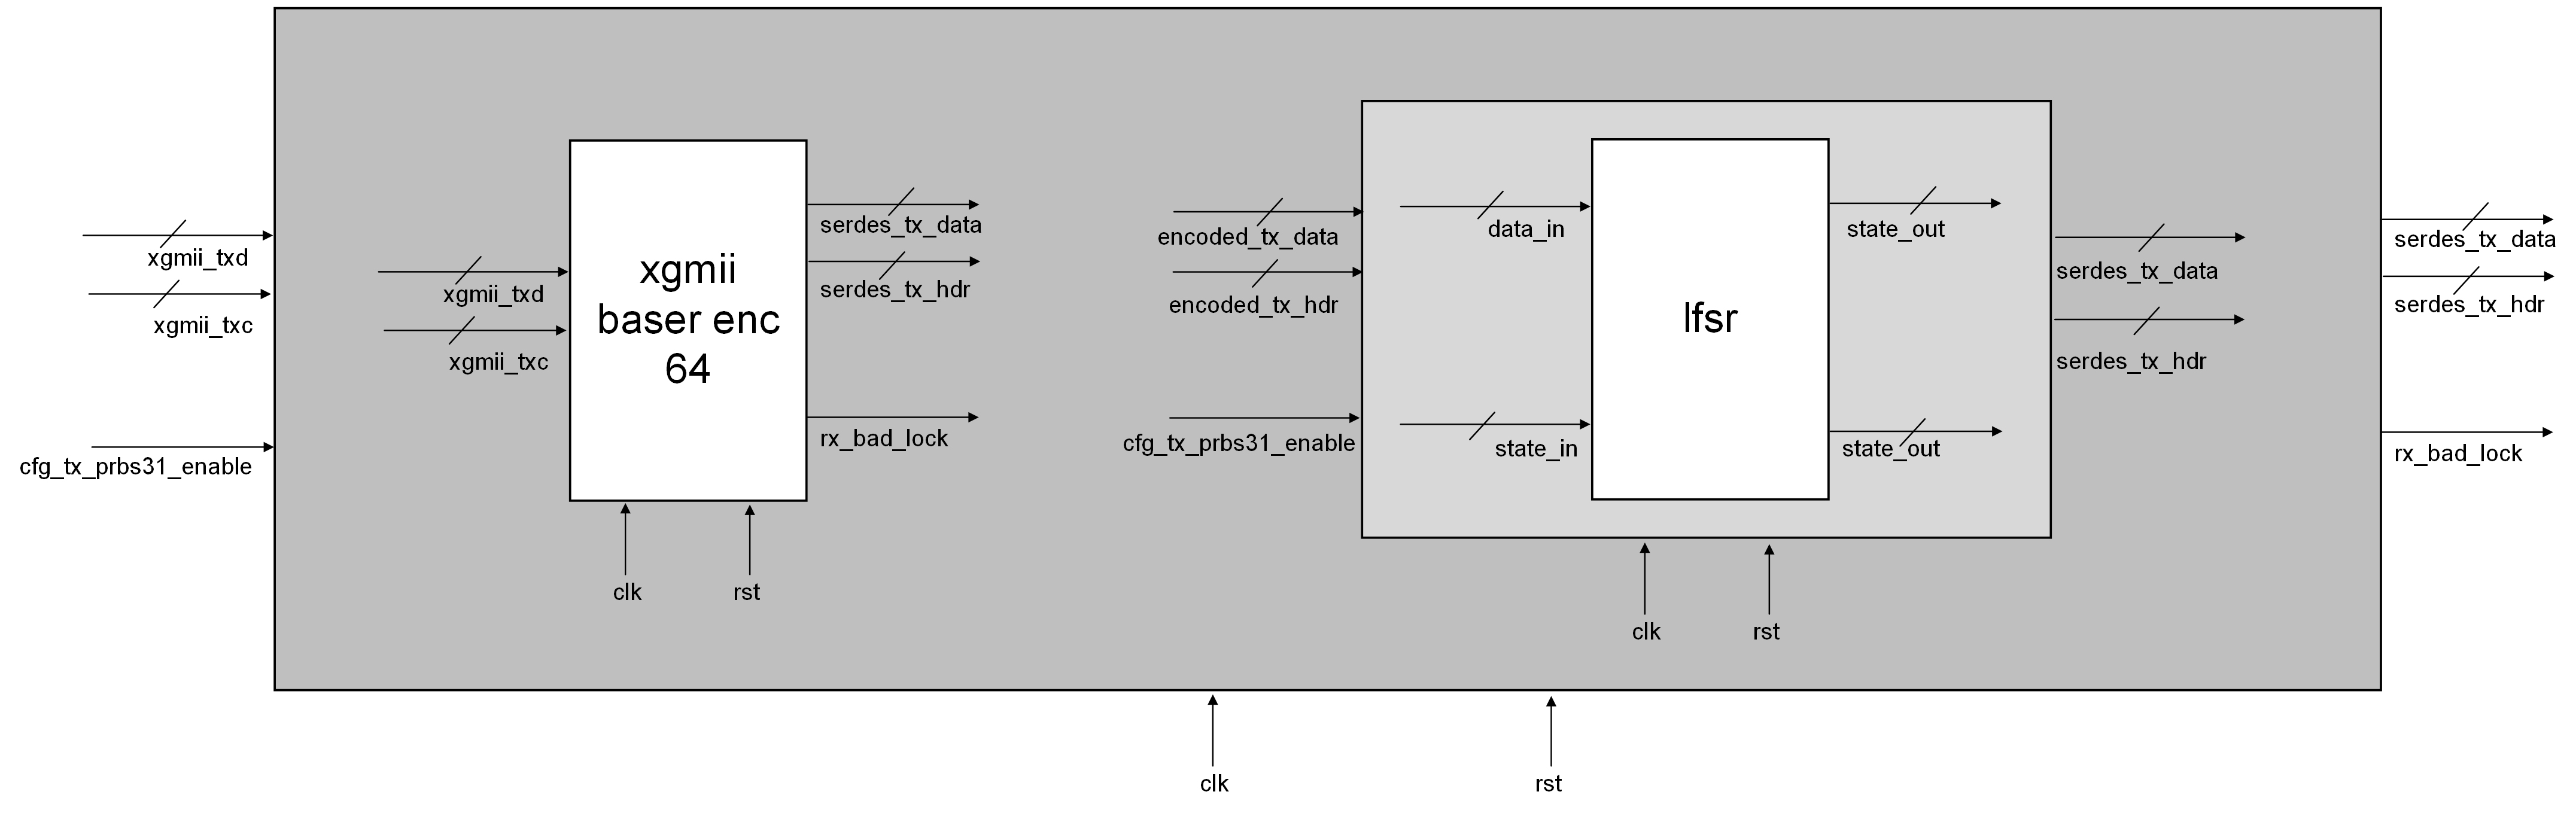 xgmii_txd
xgmii_txc
cfg_tx_prbs31_enable
xgmii_txd
xgmii_txc
xgmii
baser enc
64
serdes_tx_data
serdes_tx_hdr
rx_bad_lock
clk
rst
encoded_tx_data
encoded_tx_hdr
cfg_tx_prbs31_enable
data_in
state_in
lfsr
state_out
state_out
clk
rst
serdes_tx_data
serdes_tx_hdr
serdes_tx_data
serdes_tx_hdr
rx_bad_lock
clk
rst